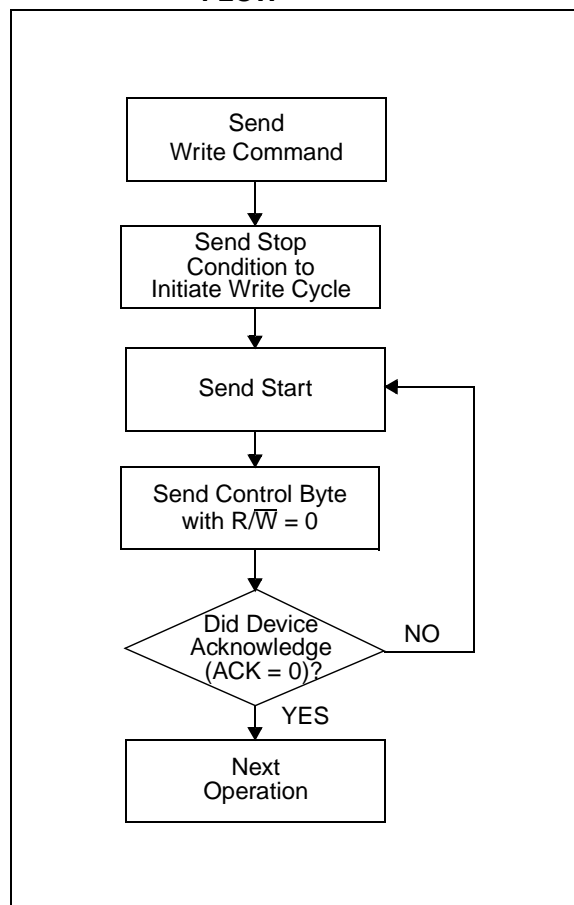 FLOW
Send
Write Command
Send Stop
Condition to
Initiate Write Cycle
Send Start
Send Control Byte
with R/W̅ = 0
Did Device
Acknowledge
(ACK = 0)?
NO
YES
Next
Operation